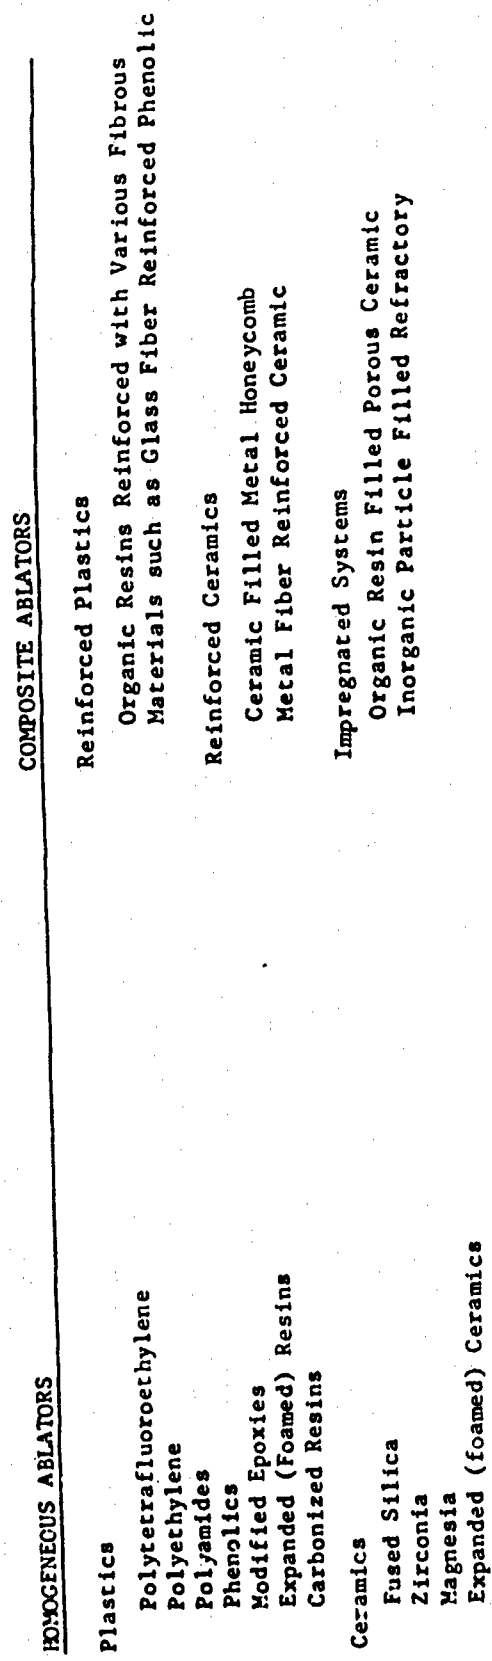 HOMOGENEOUS ABLATORS
Plastics
Polytetrafluoroethylene
Polyethylene
Polyamides
Phenolics
Modified Epoxies
Expanded (Foamed) Resins
Carbonized Resins
Ceramics
Fused Silica
Zirconia
Magnesia
Expanded (foamed) Ceramics
COMPOSITE ABLATORS
Reinforced Plastics
Organic Resins Reinforced with Various Fibrous
Materials such as Glass Fiber Reinforced Phenolic
Reinforced Ceramics
Ceramic Filled Metal Honeycomb
Metal Fiber Reinforced Ceramic
Impregnated Systems
Organic Resin Filled Porous Ceramic
Inorganic Particle Filled Refractory